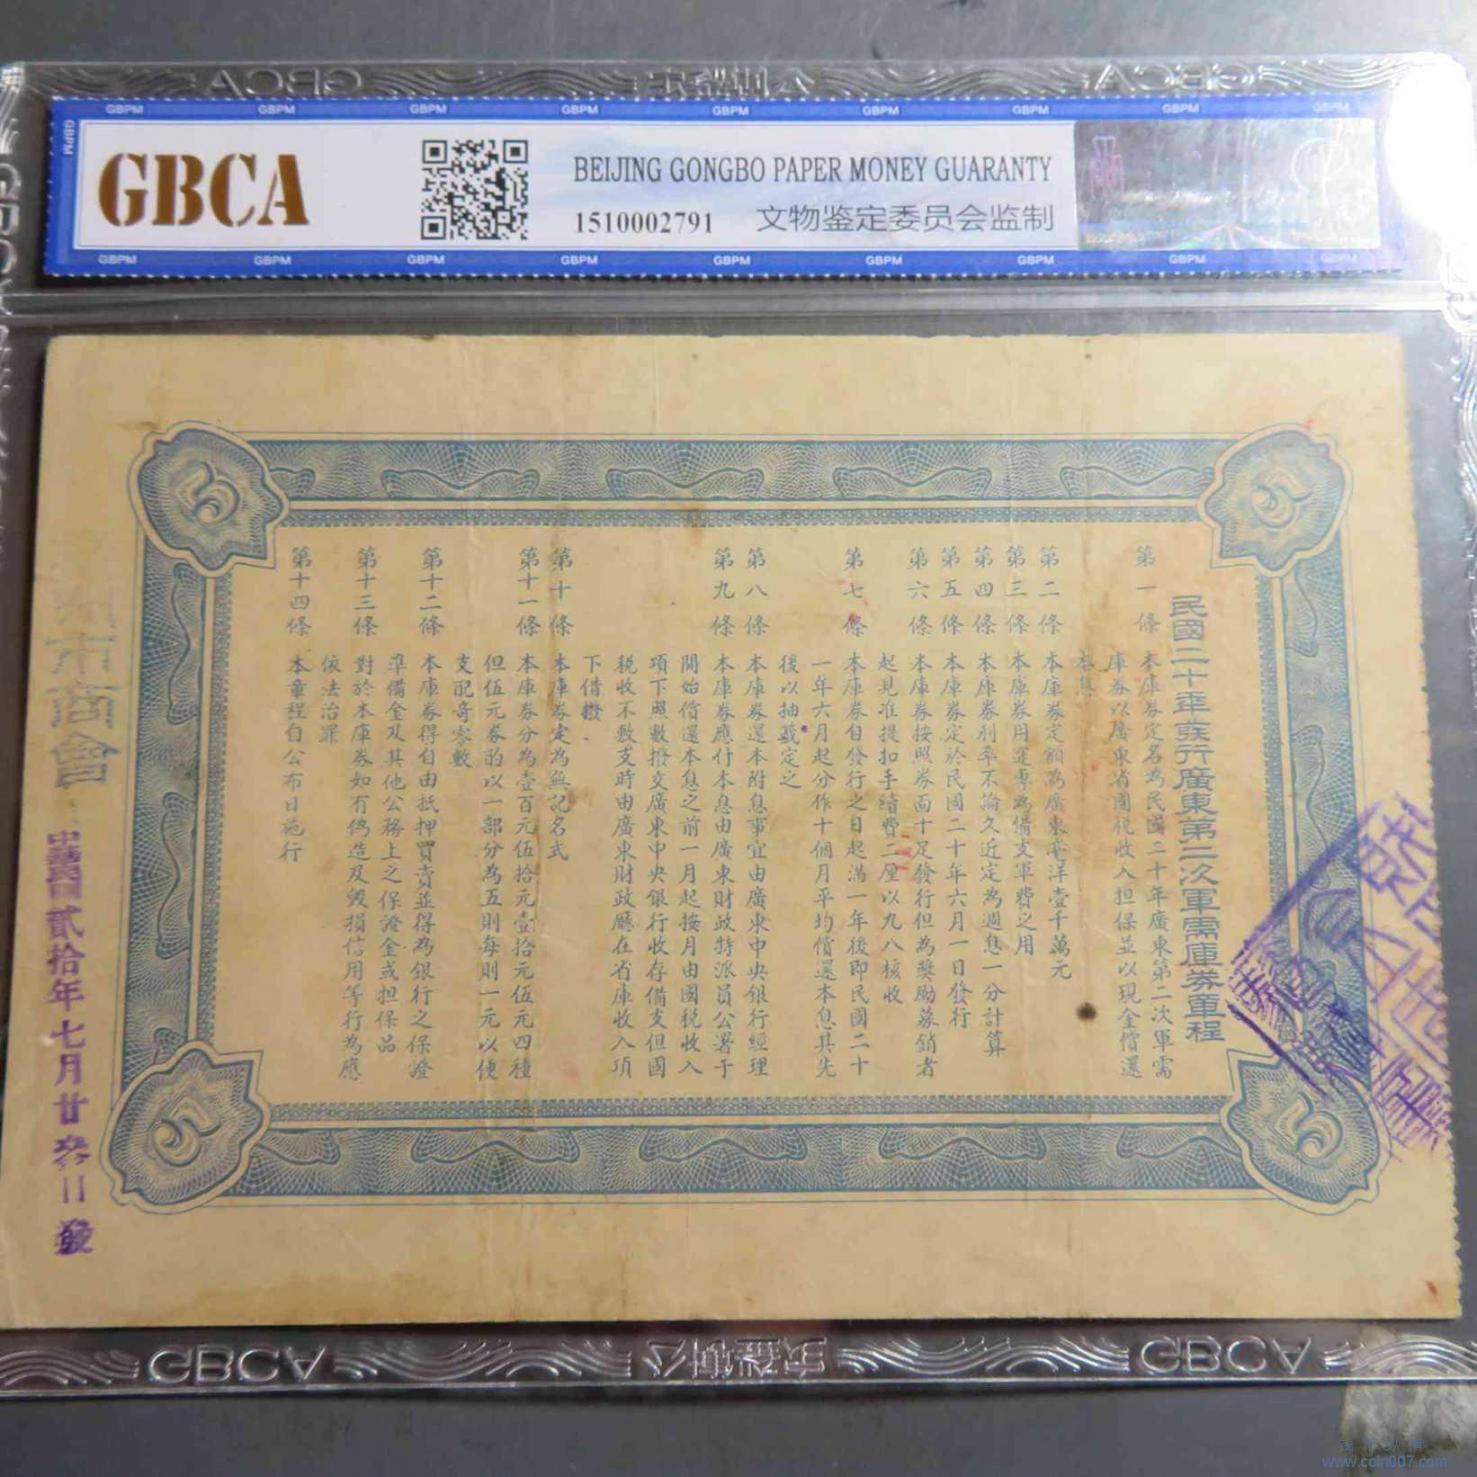 GBCA
BEIJING GONGBO PAPER MONEY GUARANTY
1510002791 文物鉴定委员会监制
民國二十年發行廣東第二次軍需庫券章程
第一條 本庫券定名為民國二十年廣東第二次軍需
庫券以廣東省國稅收入担保並以現金償還
本息
第二條 本庫券定額為廣東毫洋壹千萬元
第三條 本庫券用途專為備支軍費之用
第四條 本庫券利率不論久近定為週息一分計算
第五條 本庫券定於民國二十年六月一日發行
第六條 本庫券按照券面十足發行但為獎勵募銷者
起見准提扣手續費二厘以九八核收
第七條 本庫券自發行之日起滿一年後即民國二十
一年六月起分作十個月平均償還本息其先
後以抽籤定之
第八條 本庫券還本附息事宜由廣東中央銀行經理
第九條 本庫券應付本息由廣東財政特派員公署于
開始償還本息之前一月起按月由國稅收入
項下照數撥交廣東中央銀行收存備支但國
稅收不敷支時由廣東財政廳在省庫收入項
下借撥
第十條 本庫券定為無記名式
第十一條 本庫券分為壹百元伍拾元壹拾元伍元四種
但伍元券的以一部分為五則每則一元以便
支配奇零數
第十二條 本庫券得自由抵押買賣並得為銀行之保證
準備金及其他公務上之保證金或担保品
第十三條 對於本庫券如有偽造及毀損信用等行為應
依法治罪
第十四條 本章程自公布日施行
市商會
中華民國貳拾年七月廿叁日發
5
5
5
5
GBCA
GBCA
www.coin007.com